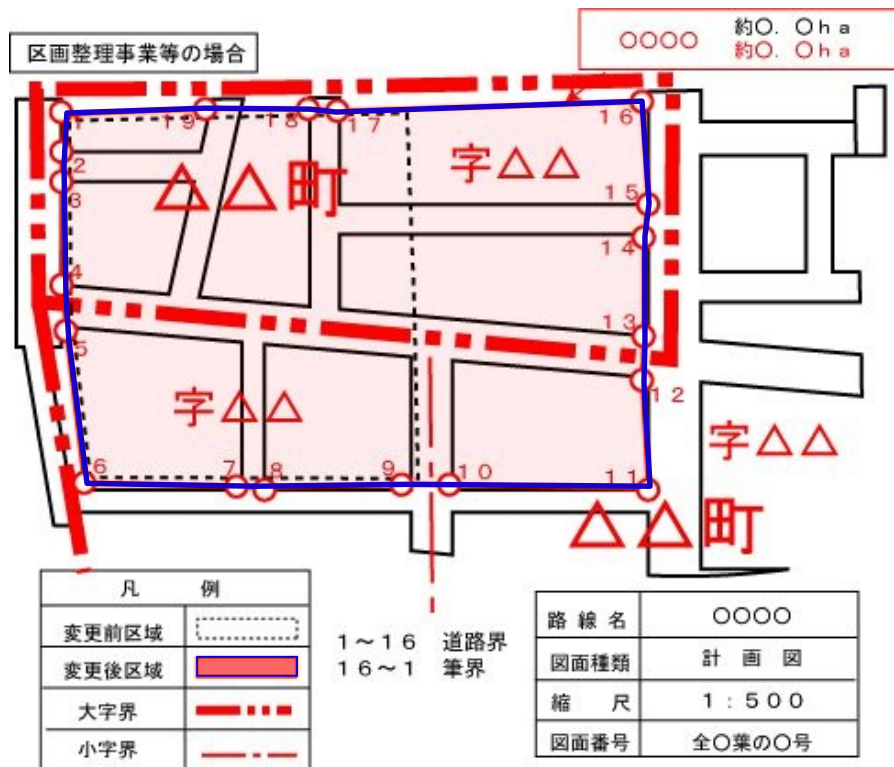 区画整理事業等の場合
○○○○ 約○.○ha
約○.○ha
1
19
18
17
16
2
3
△△町
字△△
15
14
4
13
5
12
字△△
字△△
6
7
8
9
10
11
△△町
凡 例
変更前区域
変更後区域
大字界
小字界
1~16 道路界
16~1 筆界
路線名 ○○○○
図面種類 計画図
縮尺 1:500
図面番号 全○葉の○号